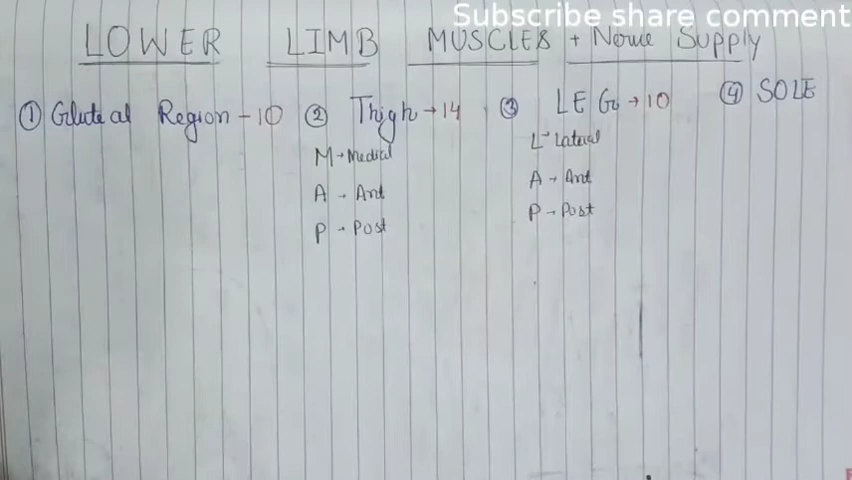 Subscribe share comment
LOWER LIMB MUSCLES + Nerve Supply
① Gluteal Region - 10 ② Thigh → 14 ③ LEG → 10 ④ SOLE
M → Medial L → Lateral
A → Ant A → Ant
P → Post P → Post